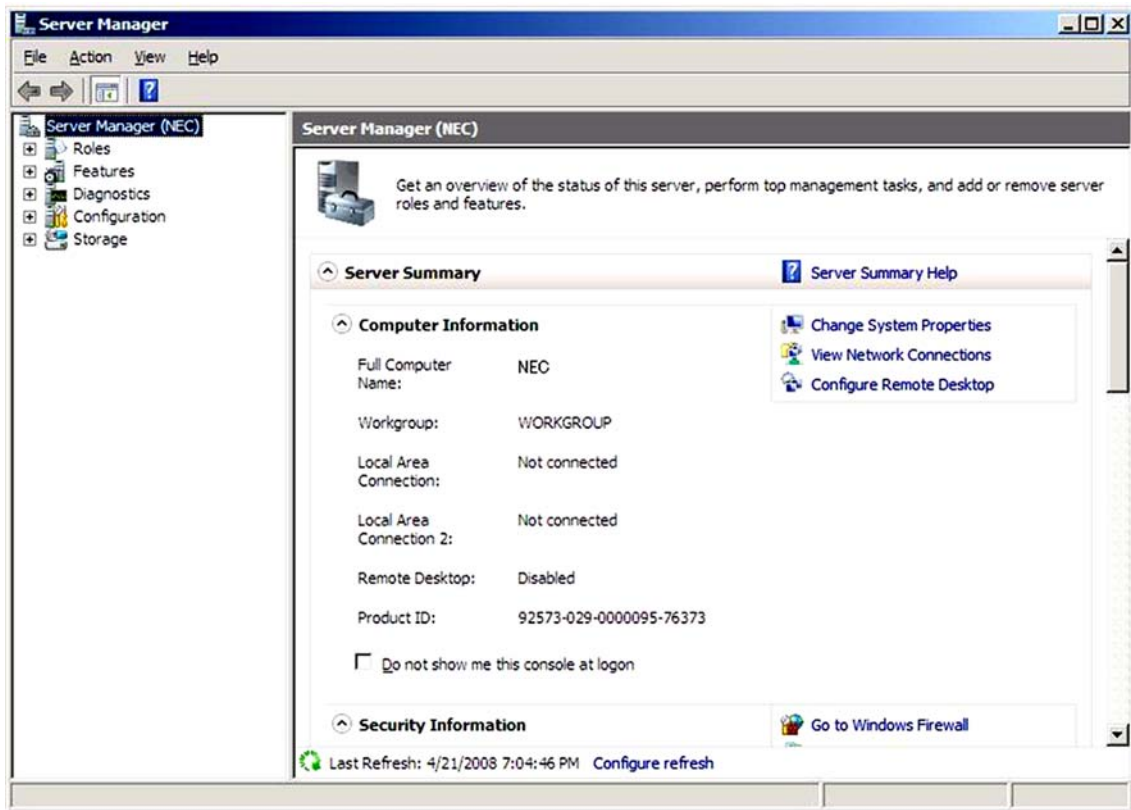 Server Manager
File Action View Help
Server Manager (NEC)
Roles
Features
Diagnostics
Configuration
Storage
Server Manager (NEC)
Get an overview of the status of this server, perform top management tasks, and add or remove server
roles and features.
Server Summary
Server Summary Help
Computer Information
Change System Properties
View Network Connections
Configure Remote Desktop
Full Computer
Name:
NEC
Workgroup:
WORKGROUP
Local Area
Connection:
Not connected
Local Area
Connection 2:
Not connected
Remote Desktop:
Disabled
Product ID:
92573-029-0000095-76373
Do not show me this console at logon
Security Information
Go to Windows Firewall
Last Refresh: 4/21/2008 7:04:46 PM Configure refresh